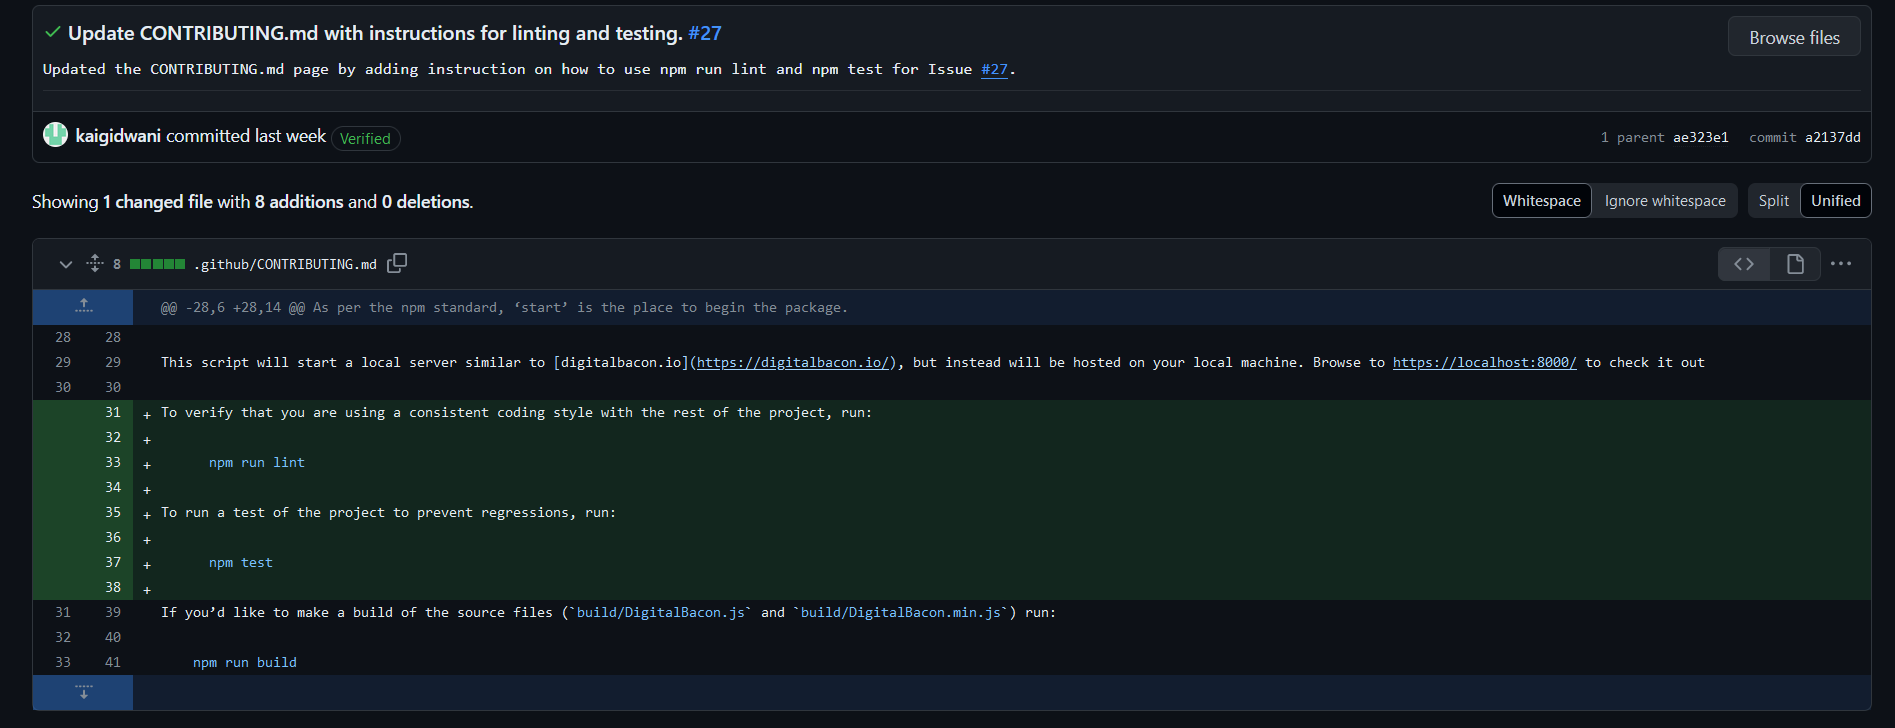 Update CONTRIBUTING.md with instructions for linting and testing. #27
Browse files
Updated the CONTRIBUTING.md page by adding instruction on how to use npm run lint and npm test for Issue #27.
kaigidwani committed last week Verified
1 parent ae323e1 commit a2137dd
Showing 1 changed file with 8 additions and 0 deletions.
Whitespace Ignore whitespace Split Unified
8 .github/CONTRIBUTING.md
@@ -28,6 +28,14 @@ As per the npm standard, ‘start’ is the place to begin the package.
28 28
29 29 This script will start a local server similar to [digitalbacon.io](https://digitalbacon.io/), but instead will be hosted on your local machine. Browse to https://localhost:8000/ to check it out
30 30
31 + To verify that you are using a consistent coding style with the rest of the project, run:
32 +
33 + npm run lint
34 +
35 + To run a test of the project to prevent regressions, run:
36 +
37 + npm test
38 +
31 39 If you’d like to make a build of the source files (`build/DigitalBacon.js` and `build/DigitalBacon.min.js`) run:
32 40
33 41 npm run build